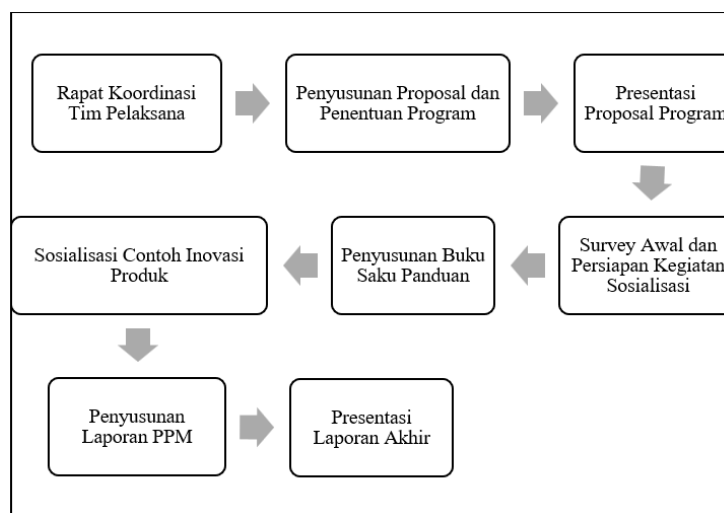 Rapat Koordinasi
Tim Pelaksana
Penyusunan Proposal dan
Penentuan Program
Presentasi
Proposal Program
Survey Awal dan
Persiapan Kegiatan
Sosialisasi
Penyusunan Buku
Saku Panduan
Sosialisasi Contoh Inovasi
Produk
Penyusunan
Laporan PPM
Presentasi
Laporan Akhir